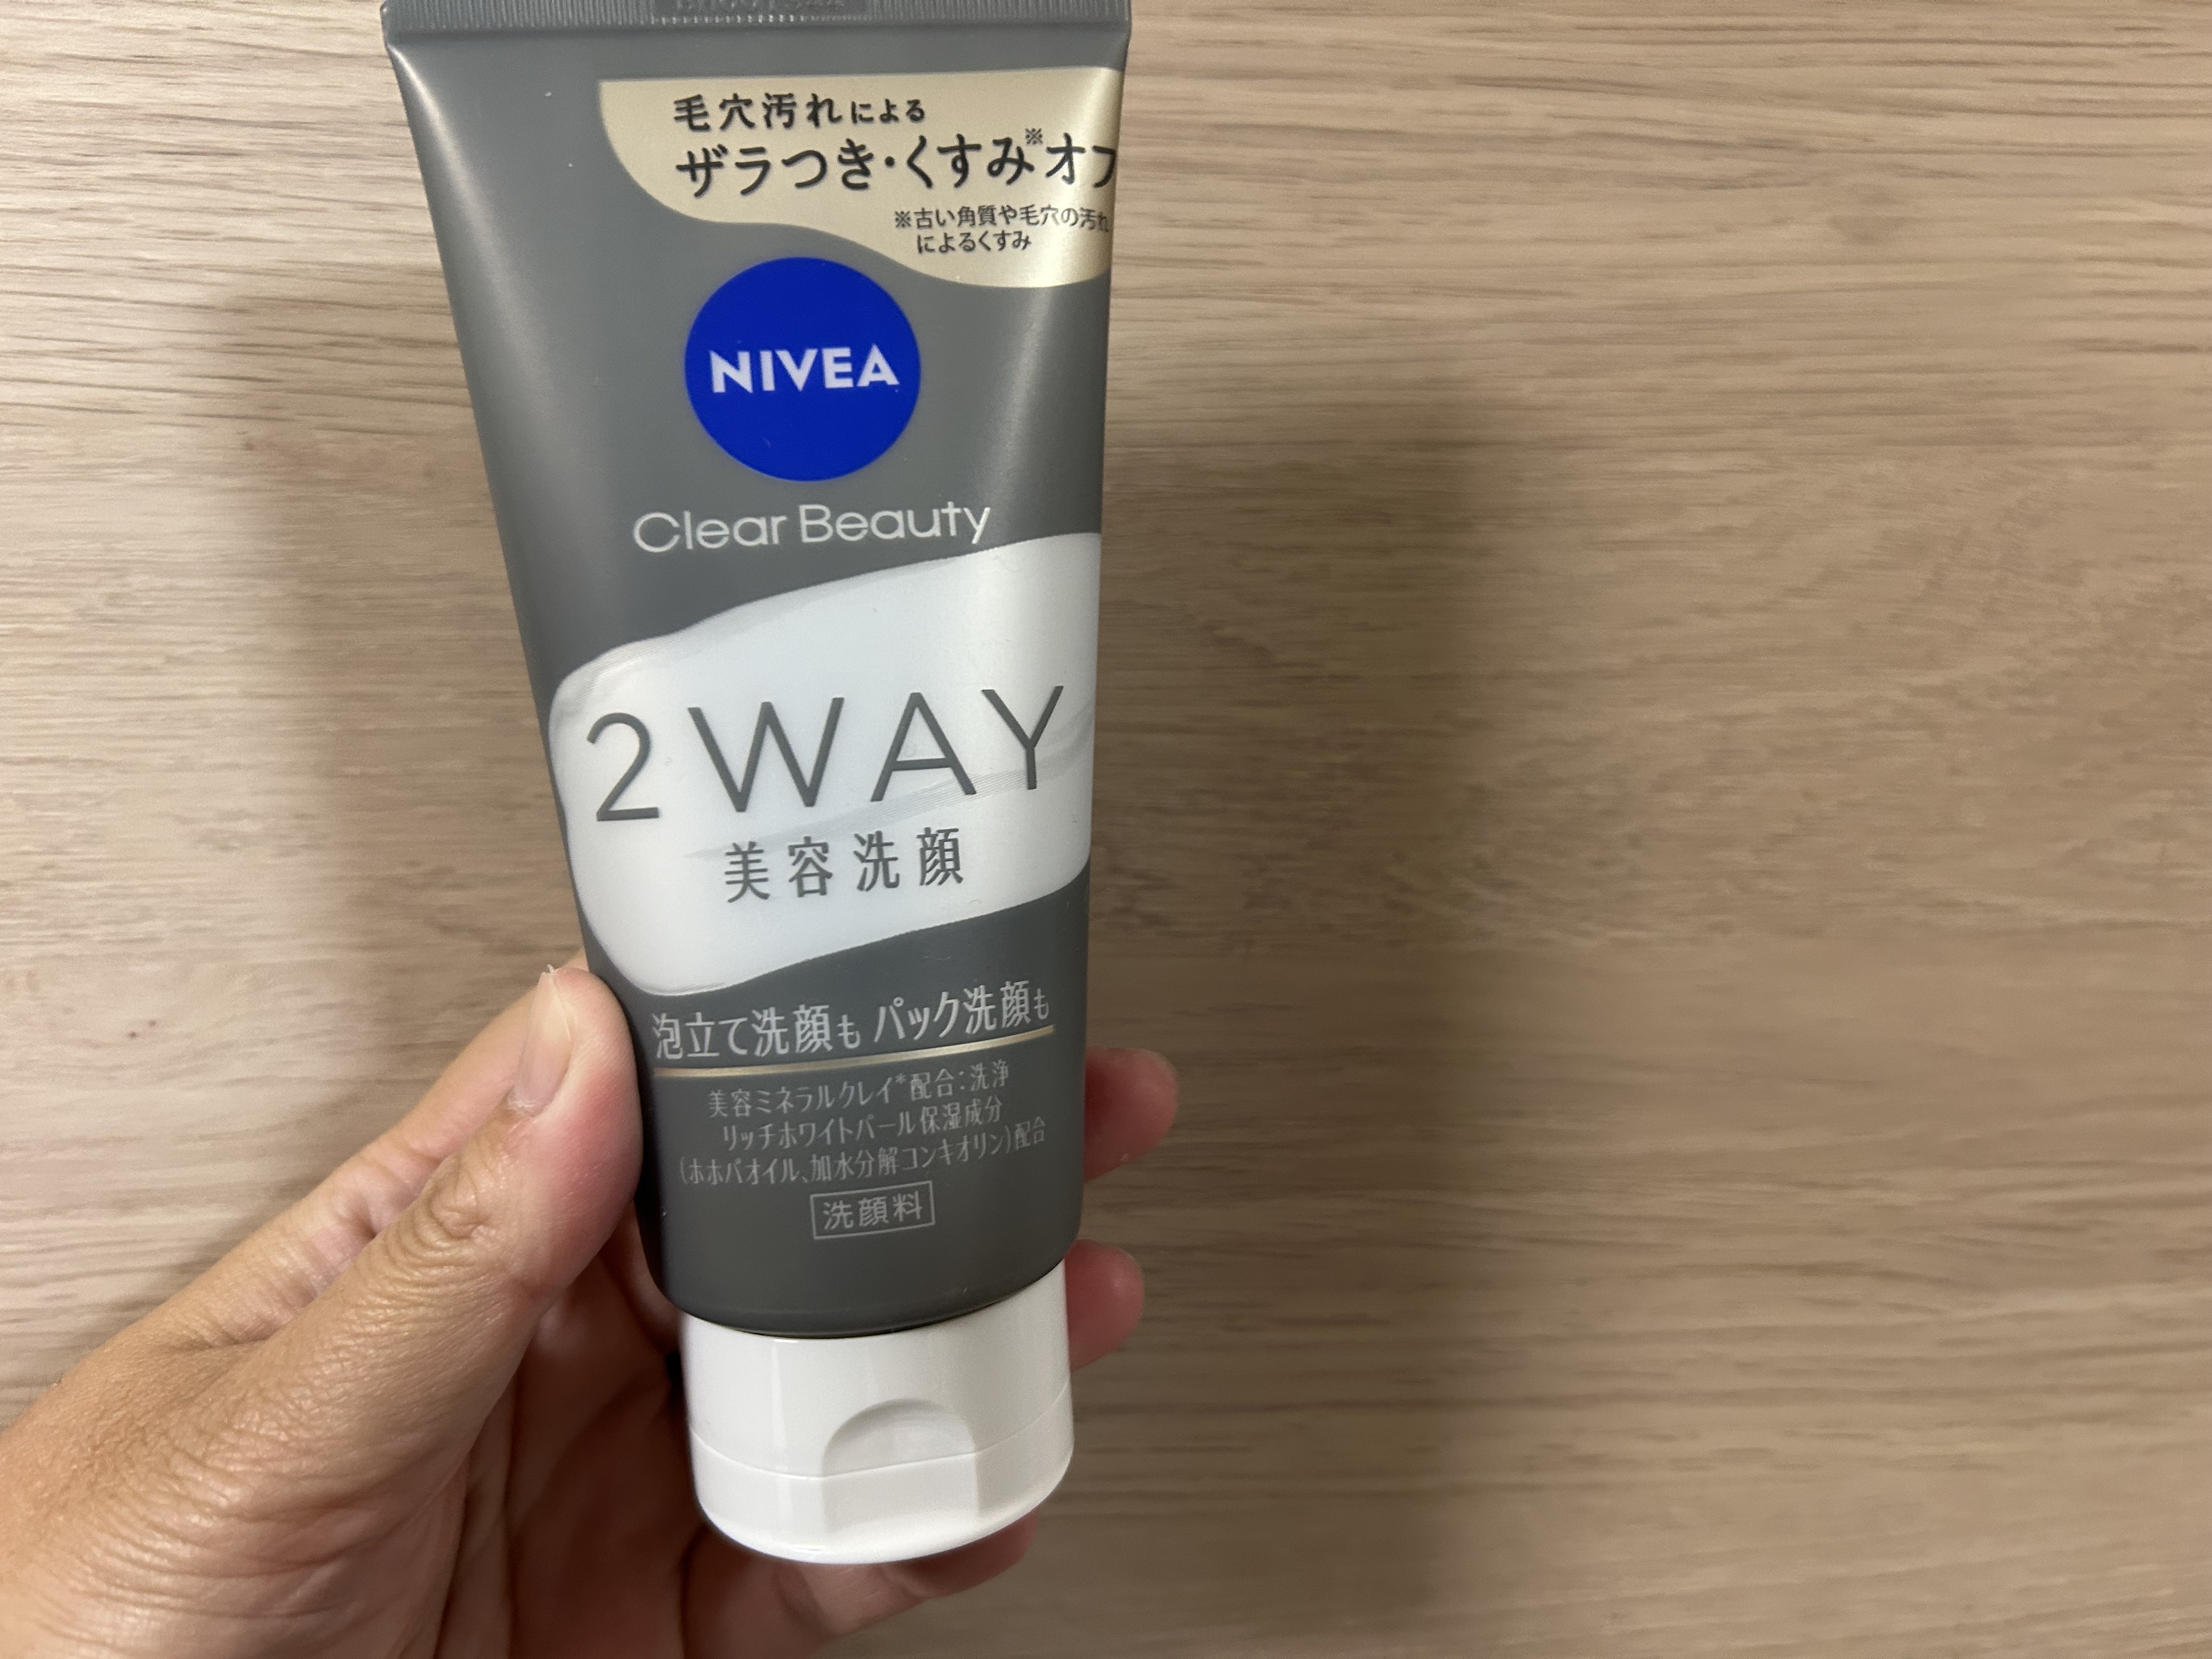 毛穴汚れによる
ザラつき・くすみ※オフ
※古い角質や毛穴の汚れ
によるくすみ
NIVEA
Clear Beauty
2WAY
美容洗顔
泡立て洗顔も パック洗顔も
美容ミネラルクレイ*配合:洗浄
リッチホワイトパール保湿成分
(ホホバオイル、加水分解コンキオリン)配合
洗顔料